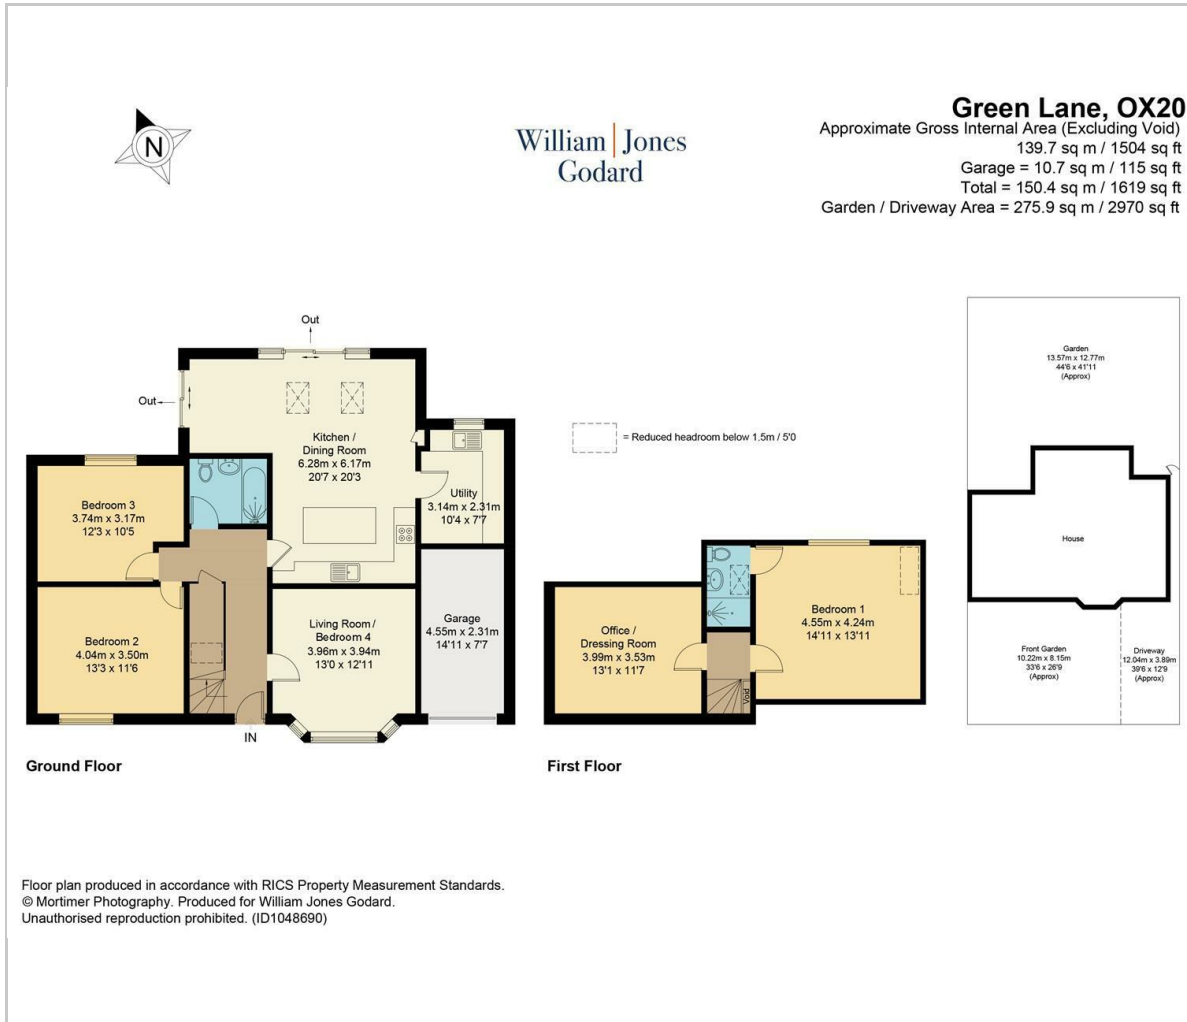 Green Lane, OX20
Approximate Gross Internal Area (Excluding Void)
139.7 sq m / 1504 sq ft
Garage = 10.7 sq m / 115 sq ft
Total = 150.4 sq m / 1619 sq ft
Garden / Driveway Area = 275.9 sq m / 2970 sq ft
N
William | Jones
Godard
Out
Out
Kitchen /
Dining Room
6.28m x 6.17m
20'7 x 20'3
Utility
3.14m x 2.31m
10'4 x 7'7
Bedroom 3
3.74m x 3.17m
12'3 x 10'5
Bedroom 2
4.04m x 3.50m
13'3 x 11'6
Living Room /
Bedroom 4
3.96m x 3.94m
13'0 x 12'11
Garage
4.55m x 2.31m
14'11 x 7'7
IN
Ground Floor
= Reduced headroom below 1.5m / 5'0
Office /
Dressing Room
3.99m x 3.53m
13'1 x 11'7
Bedroom 1
4.55m x 4.24m
14'11 x 13'11
Void
First Floor
Garden
13.57m x 12.77m
44'6 x 41'11
(Approx)
House
Front Garden
10.22m x 8.15m
33'6 x 26'9
(Approx)
Driveway
12.04m x 3.89m
39'6 x 12'9
(Approx)
Floor plan produced in accordance with RICS Property Measurement Standards.
© Mortimer Photography. Produced for William Jones Godard.
Unauthorised reproduction prohibited. (ID1048690)